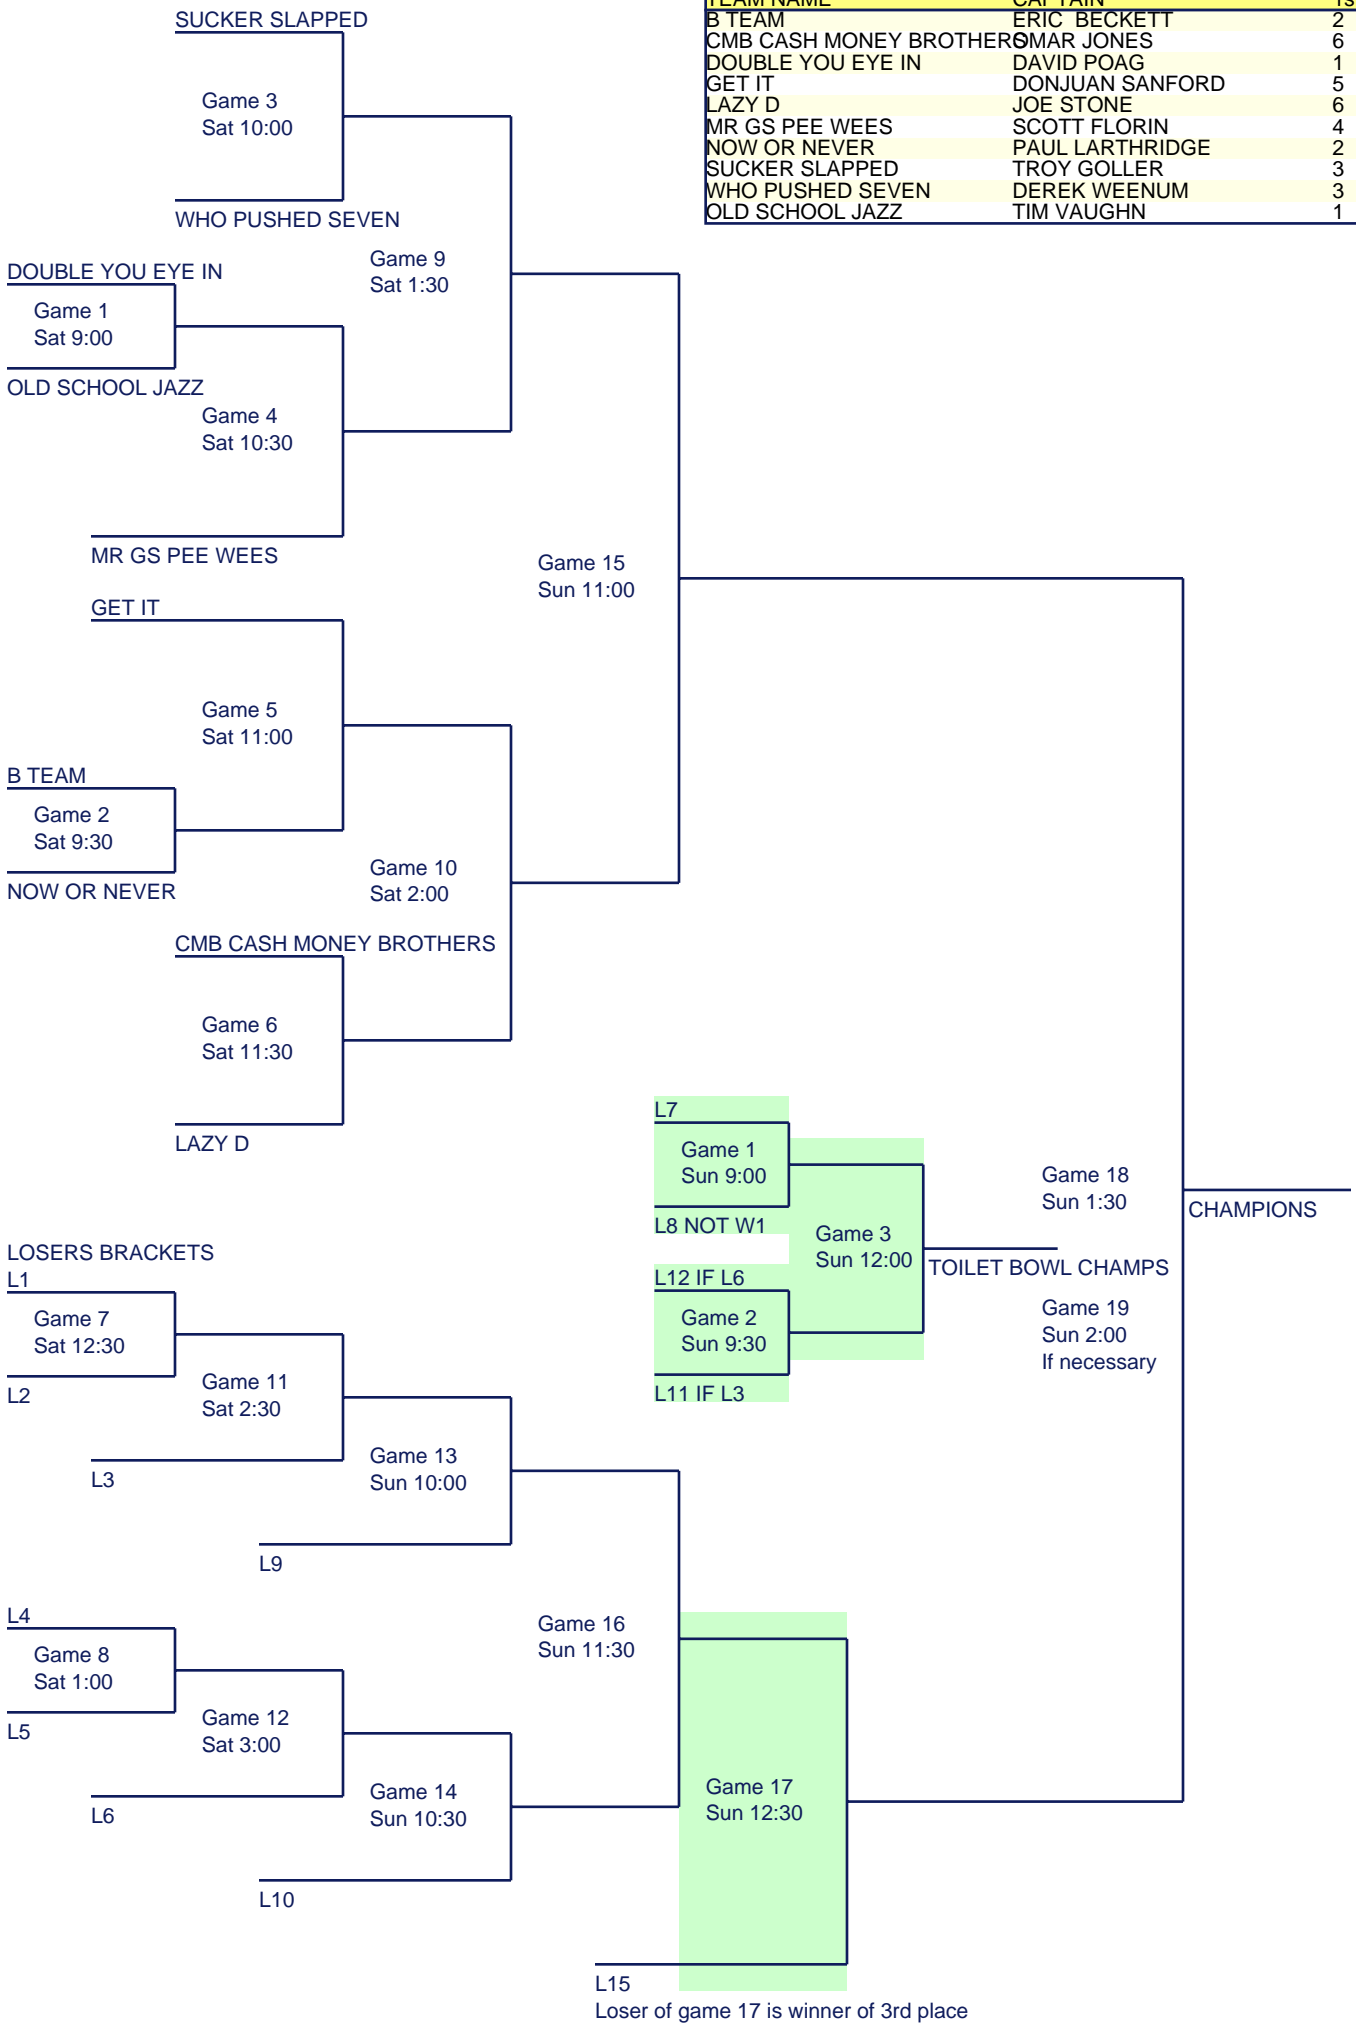 TEAM NAME CAPTAIN 1s
B TEAM ERIC BECKETT 2
CMB CASH MONEY BROTHERS OMAR JONES 6
DOUBLE YOU EYE IN DAVID POAG 1
GET IT DONJUAN SANFORD 5
LAZY D JOE STONE 6
MR GS PEE WEES SCOTT FLORIN 4
NOW OR NEVER PAUL LARTHRIDGE 2
SUCKER SLAPPED TROY GOLLER 3
WHO PUSHED SEVEN DEREK WEENUM 3
OLD SCHOOL JAZZ TIM VAUGHN 1
SUCKER SLAPPED
Game 3
Sat 10:00
WHO PUSHED SEVEN
Game 9
Sat 1:30
DOUBLE YOU EYE IN
Game 1
Sat 9:00
OLD SCHOOL JAZZ
Game 4
Sat 10:30
MR GS PEE WEES
Game 15
Sun 11:00
GET IT
Game 5
Sat 11:00
B TEAM
Game 2
Sat 9:30
NOW OR NEVER
Game 10
Sat 2:00
CMB CASH MONEY BROTHERS
Game 6
Sat 11:30
LAZY D
L7
Game 1
Sun 9:00
L8 NOT W1
Game 3
Sun 12:00
L12 IF L6
Game 2
Sun 9:30
L11 IF L3
TOILET BOWL CHAMPS
Game 18
Sun 1:30
CHAMPIONS
Game 19
Sun 2:00
If necessary
LOSERS BRACKETS
L1
Game 7
Sat 12:30
L2
Game 11
Sat 2:30
L3
Game 13
Sun 10:00
L9
L4
Game 8
Sat 1:00
L5
Game 12
Sat 3:00
L6
Game 14
Sun 10:30
L10
Game 16
Sun 11:30
Game 17
Sun 12:30
L15
Loser of game 17 is winner of 3rd place